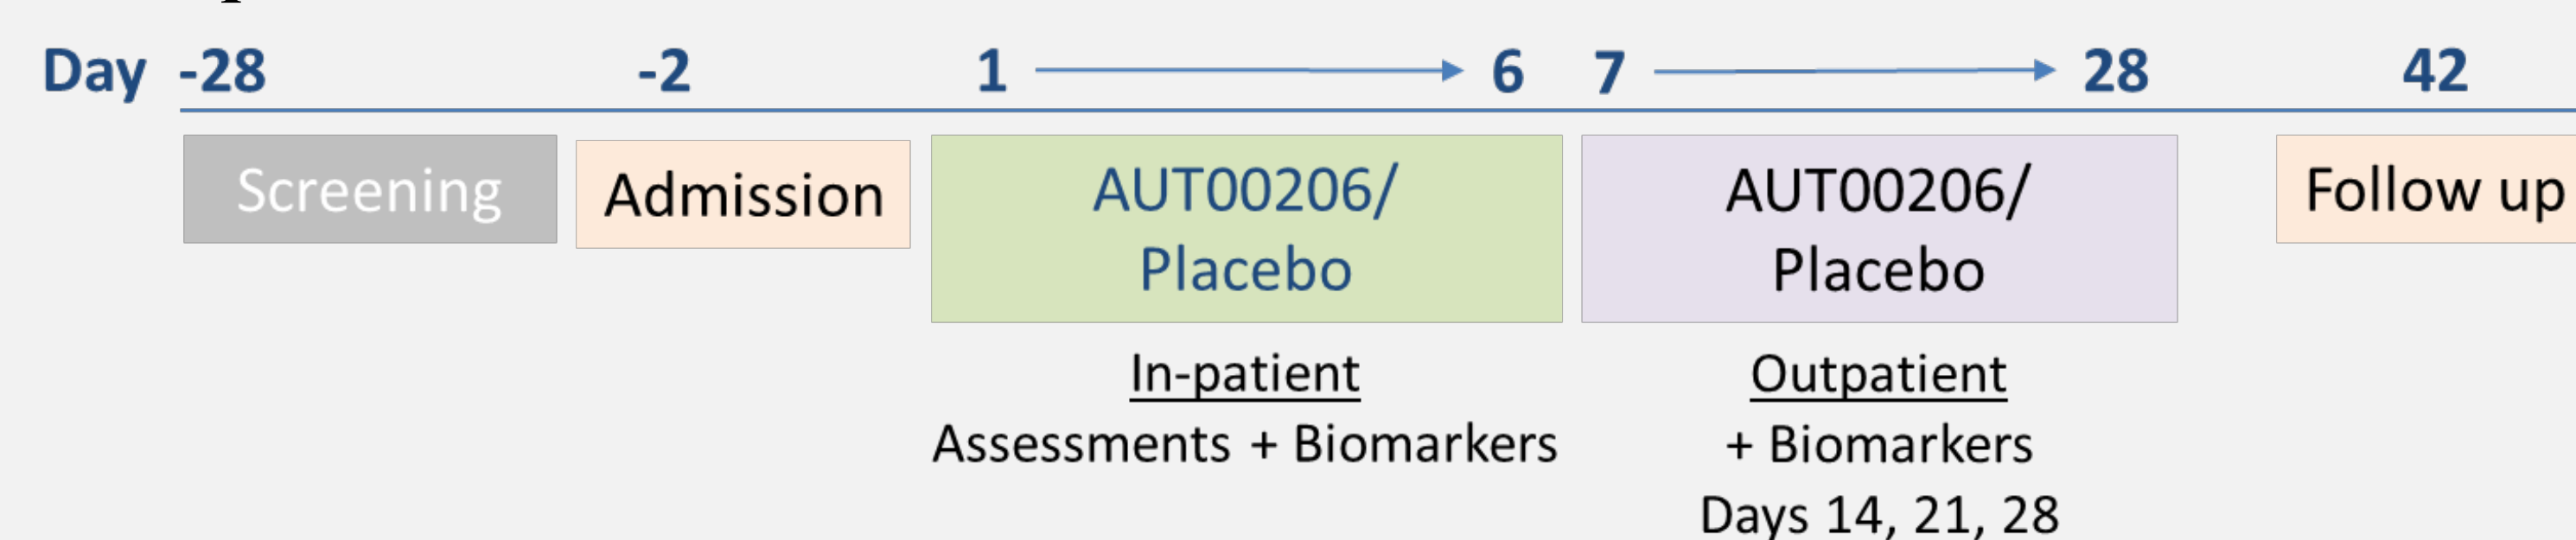 Day -28 -2 1 6 7 28 42
Screening
Admission
AUT00206/
Placebo
AUT00206/
Placebo
Follow up
In-patient
Assessments + Biomarkers
Outpatient
+ Biomarkers
Days 14, 21, 28